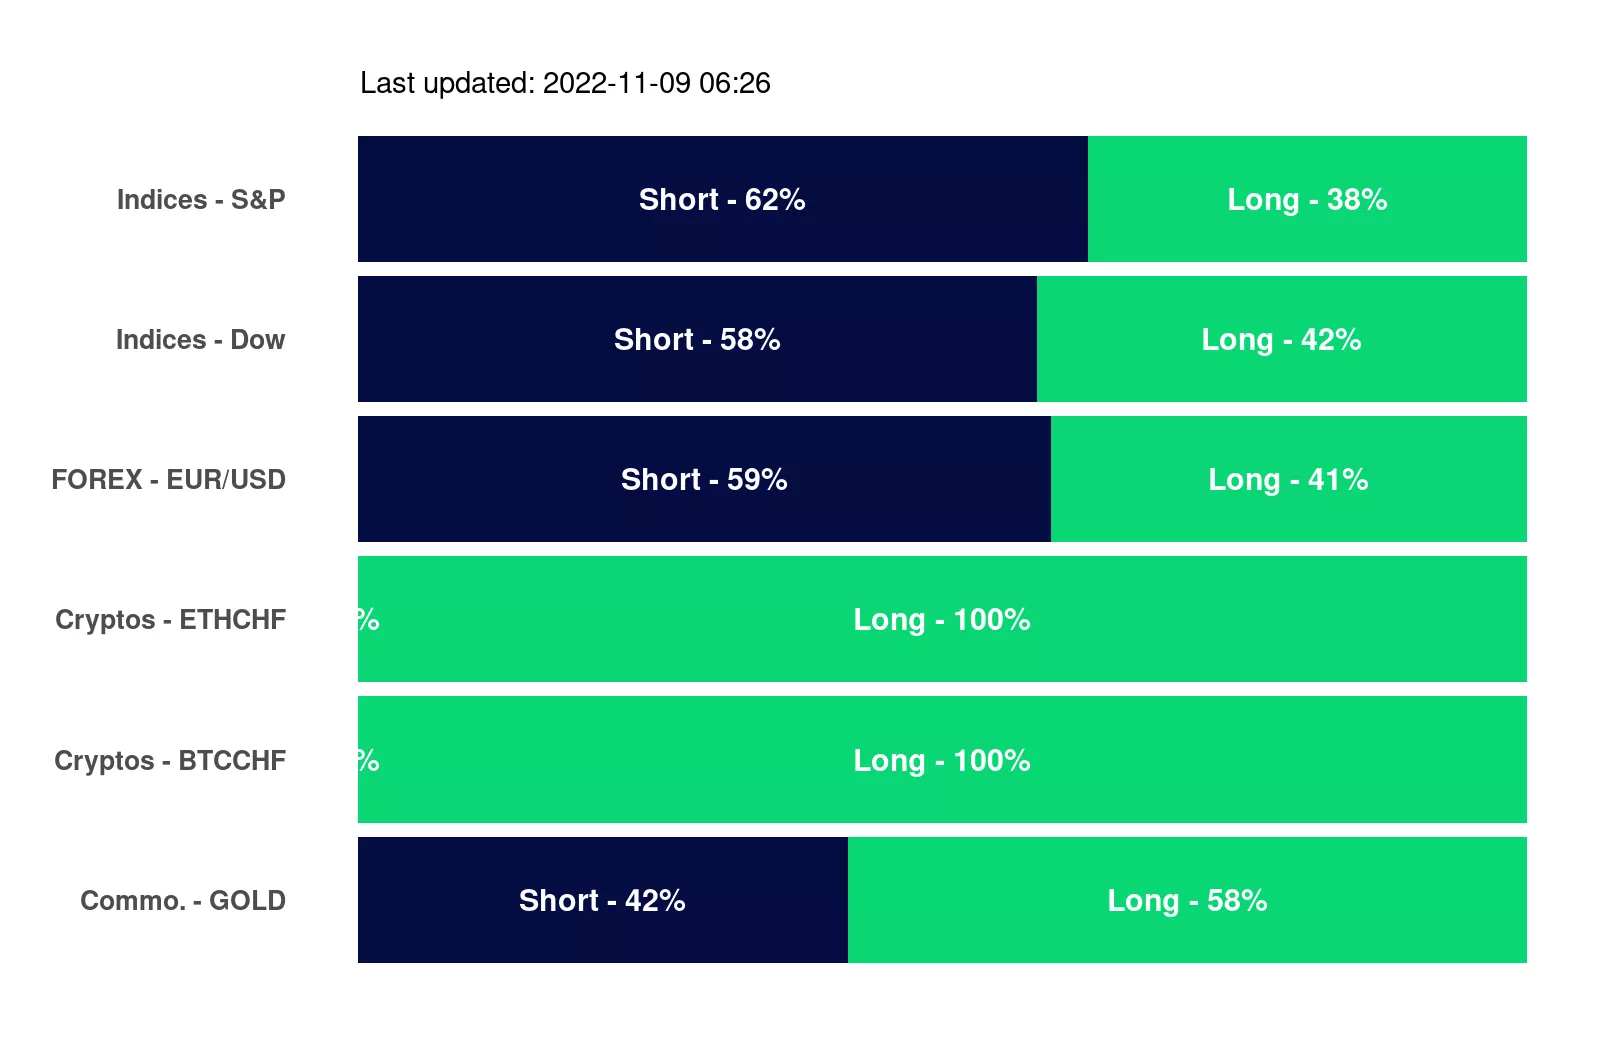 Last updated: 2022-11-09 06:26
Indices - S&P Short - 62% Long - 38%
Indices - Dow Short - 58% Long - 42%
FOREX - EUR/USD Short - 59% Long - 41%
Cryptos - ETHCHF % Long - 100%
Cryptos - BTCCHF % Long - 100%
Commo. - GOLD Short - 42% Long - 58%